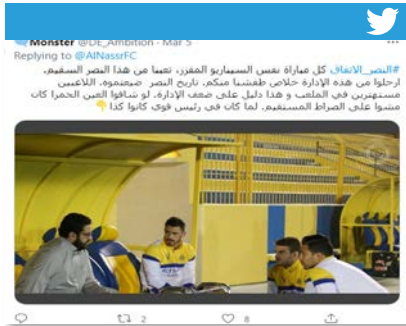 Monster @DE_Ambition · Mar 5
Replying to @AlNassrFC
#النصر_الاتفاق كل مباراة نفس السيناريو المقزز، تعبنا من هذا النصر السقيم.
ارحلوا من هذه الإدارة خلاص طفشنا منكم. تاريخ النصر ضيعتموه. اللاعبين
مستهترين في الملعب و هذا دليل على ضعف الإدارة. لو شافوا العين الحمرا كان
مشوا على الصراط المستقيم. لما كان في رئيس قوي كانوا كذا 👇
2
8